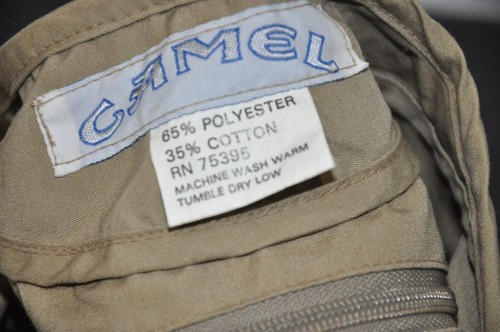 CAMEL
65% POLYESTER
35% COTTON
RN 75395
MACHINE WASH WARM
TUMBLE DRY LOW